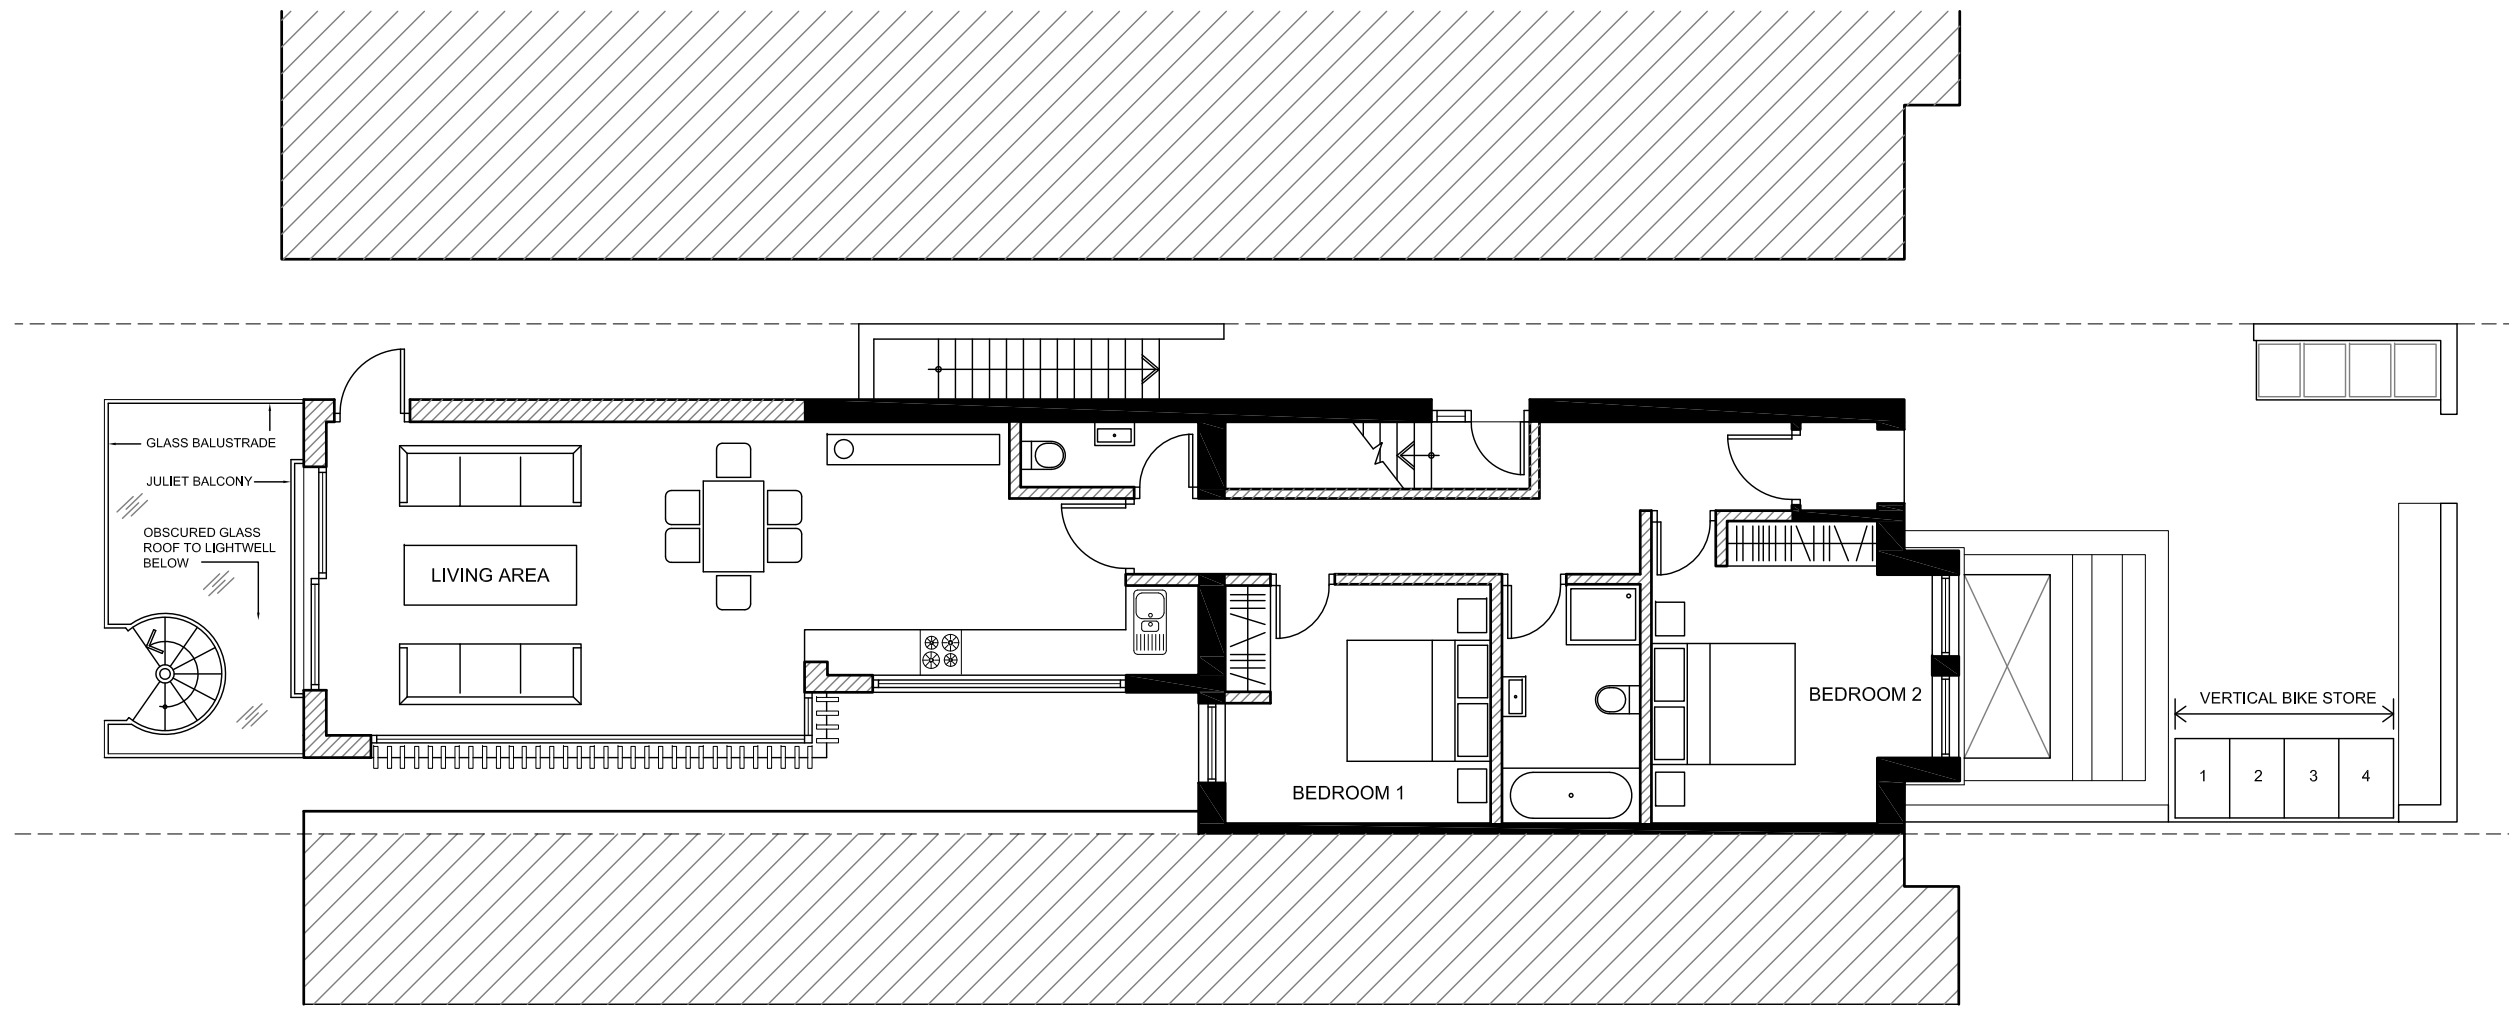 GLASS BALUSTRADE
JULIET BALCONY
OBSCURED GLASS
ROOF TO LIGHTWELL
BELOW
LIVING AREA
BEDROOM 1
BEDROOM 2
VERTICAL BIKE STORE
1 2 3 4